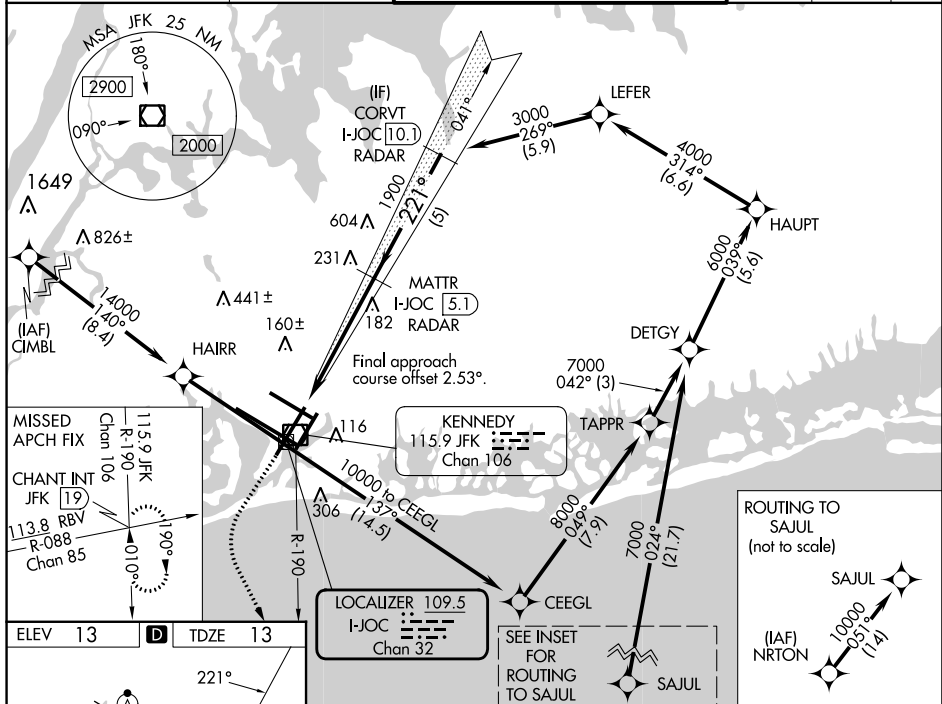 MSA JFK 25 NM
180°
2900
090°
2000
1649
826±
(IAF)
CIMBL
14000
140°
(8.4)
HAIRR
441±
160±
604
231
182
116
306
(IF)
CORVT
I-JOC 10.1
RADAR
041°
1900
221°
(5)
MATTR
I-JOC 5.1
RADAR
Final approach
course offset 2.53°.
3000
269°
(5.9)
LEFER
4000
314°
(6.6)
HAUPT
6000
039°
(5.6)
DETGY
7000
042° (3)
TAPPR
KENNEDY
115.9 JFK
Chan 106
10000 to CEEGL
137°
(14.5)
R-190
8000
049°
(7.9)
7000
024°
(21.7)
CEEGL
LOCALIZER 109.5
I-JOC
Chan 32
SEE INSET
FOR
ROUTING
TO SAJUL
SAJUL
ROUTING TO
SAJUL
(not to scale)
SAJUL
10000
051°
(14)
(IAF)
NRTON
MISSED
APCH FIX
115.9 JFK
R-190
Chan 106
CHANT INT
JFK 19
113.8 RBV
R-088
Chan 85
010°
190°
ELEV 13
D
TDZE 13
221°
A